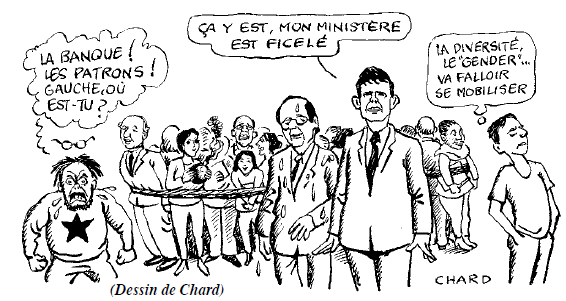 LA BANQUE!
LES PATRONS!
GAUCHE, OÙ
EST-TU?
ÇA Y EST, MON MINISTÈRE
EST FICELÉ
LA DIVERSITÉ,
LE "GENDER"...
VA FALLOIR
SE MOBILISER
CHARD
(Dessin de Chard)